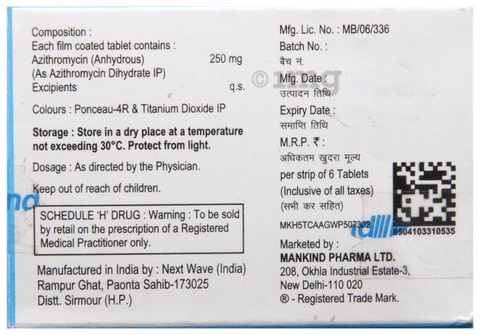 Composition :
Each film coated tablet contains :
Azithromycin (Anhydrous) 250 mg
(As Azithromycin Dihydrate IP)
Excipients q.s.
Colours : Ponceau-4R & Titanium Dioxide IP
Storage : Store in a dry place at a temperature
not exceeding 30°C. Protect from light.
Dosage : As directed by the Physician.
Keep out of reach of children.
SCHEDULE 'H' DRUG : Warning : To be sold
by retail on the prescription of a Registered
Medical Practitioner only.
Manufactured in India by : Next Wave (India)
Rampur Ghat, Paonta Sahib-173025
Distt. Sirmour (H.P.)
Mfg. Lic. No. : MB/06/336
Batch No. :
बैच नं.
Mfg. Date :
उत्पादन तिथि
Expiry Date :
समाप्ति तिथि
M.R.P. ₹ :
अधिकतम खुदरा मूल्य
per strip of 6 Tablets
(Inclusive of all taxes)
(सभी कर सहित)
MKH5TCAAGWP507302
8904103310535
Marketed by :
MANKIND PHARMA LTD.
208, Okhla Industrial Estate-3,
New Delhi-110 020
® - Registered Trade Mark.